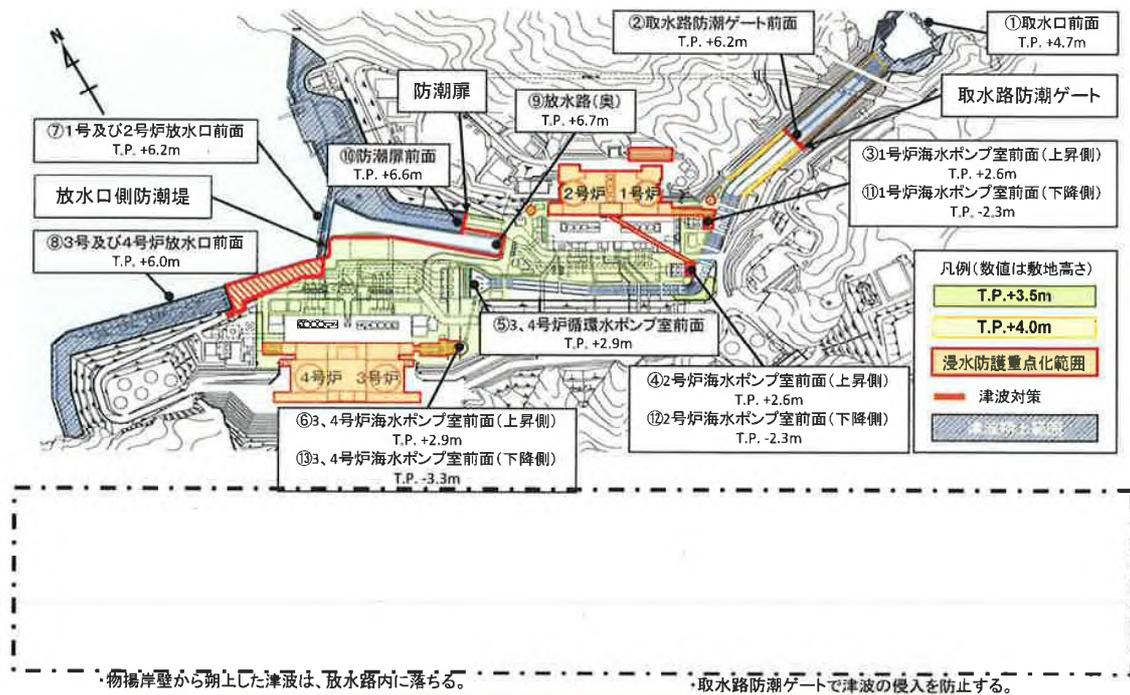 N
②取水路防潮ゲート前面
T.P. +6.2m
①取水口前面
T.P. +4.7m
防潮扉
⑨放水路(奥)
T.P. +6.7m
取水路防潮ゲート
⑦1号及び2号炉放水口前面
T.P. +6.2m
⑩防潮扉前面
T.P. +6.6m
③1号炉海水ポンプ室前面(上昇側)
T.P. +2.6m
⑪1号炉海水ポンプ室前面(下降側)
T.P. -2.3m
放水口側防潮堤
2号炉 1号炉
⑧3号及び4号炉放水口前面
T.P. +6.0m
凡例(数値は敷地高さ)
T.P.+3.5m
T.P.+4.0m
浸水防護重点化範囲
津波対策
⑤3、4号炉循環水ポンプ室前面
T.P. +2.9m
4号炉 3号炉
④2号炉海水ポンプ室前面(上昇側)
T.P. +2.6m
⑫2号炉海水ポンプ室前面(下降側)
T.P. -2.3m
⑥3、4号炉海水ポンプ室前面(上昇側)
T.P. +2.9m
⑬3、4号炉海水ポンプ室前面(下降側)
T.P. -3.3m
・物揚岸壁から朔上した津波は、放水路内に落ちる。
・取水路防潮ゲートで津波の侵入を防止する。